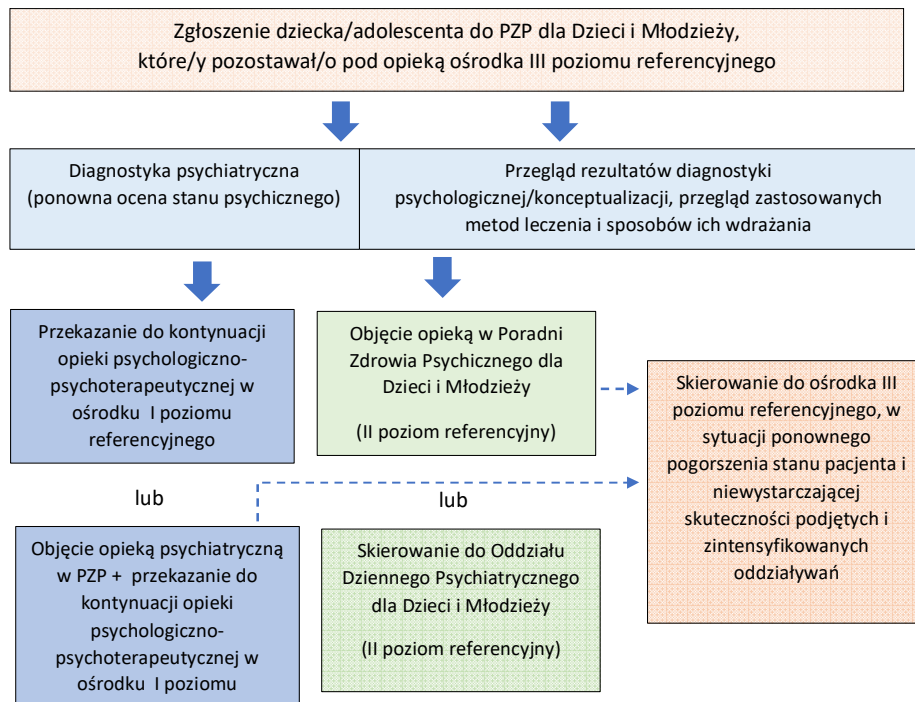 Zgłoszenie dziecka/adolescenta do PZP dla Dzieci i Młodzieży,
które/y pozostawał/o pod opieką ośrodka III poziomu referencyjnego
Diagnostyka psychiatryczna
(ponowna ocena stanu psychicznego)
Przegląd rezultatów diagnostyki
psychologicznej/konceptualizacji, przegląd zastosowanych
metod leczenia i sposobów ich wdrażania
Przekazanie do kontynuacji
opieki psychologiczno-
psychoterapeutycznej w
ośrodku I poziomu
referencyjnego
Objęcie opieką w Poradni
Zdrowia Psychicznego dla
Dzieci i Młodzieży
(II poziom referencyjny)
Skierowanie do ośrodka III
poziomu referencyjnego, w
sytuacji ponownego
pogorszenia stanu pacjenta i
niewystarczającej
skuteczności podjętych i
zintensyfikowanych
oddziaływań
lub
lub
Objęcie opieką psychiatryczną
w PZP + przekazanie do
kontynuacji opieki
psychologiczno-
psychoterapeutycznej w
ośrodku I poziomu
Skierowanie do Oddziału
Dziennego Psychiatrycznego
dla Dzieci i Młodzieży
(II poziom referencyjny)